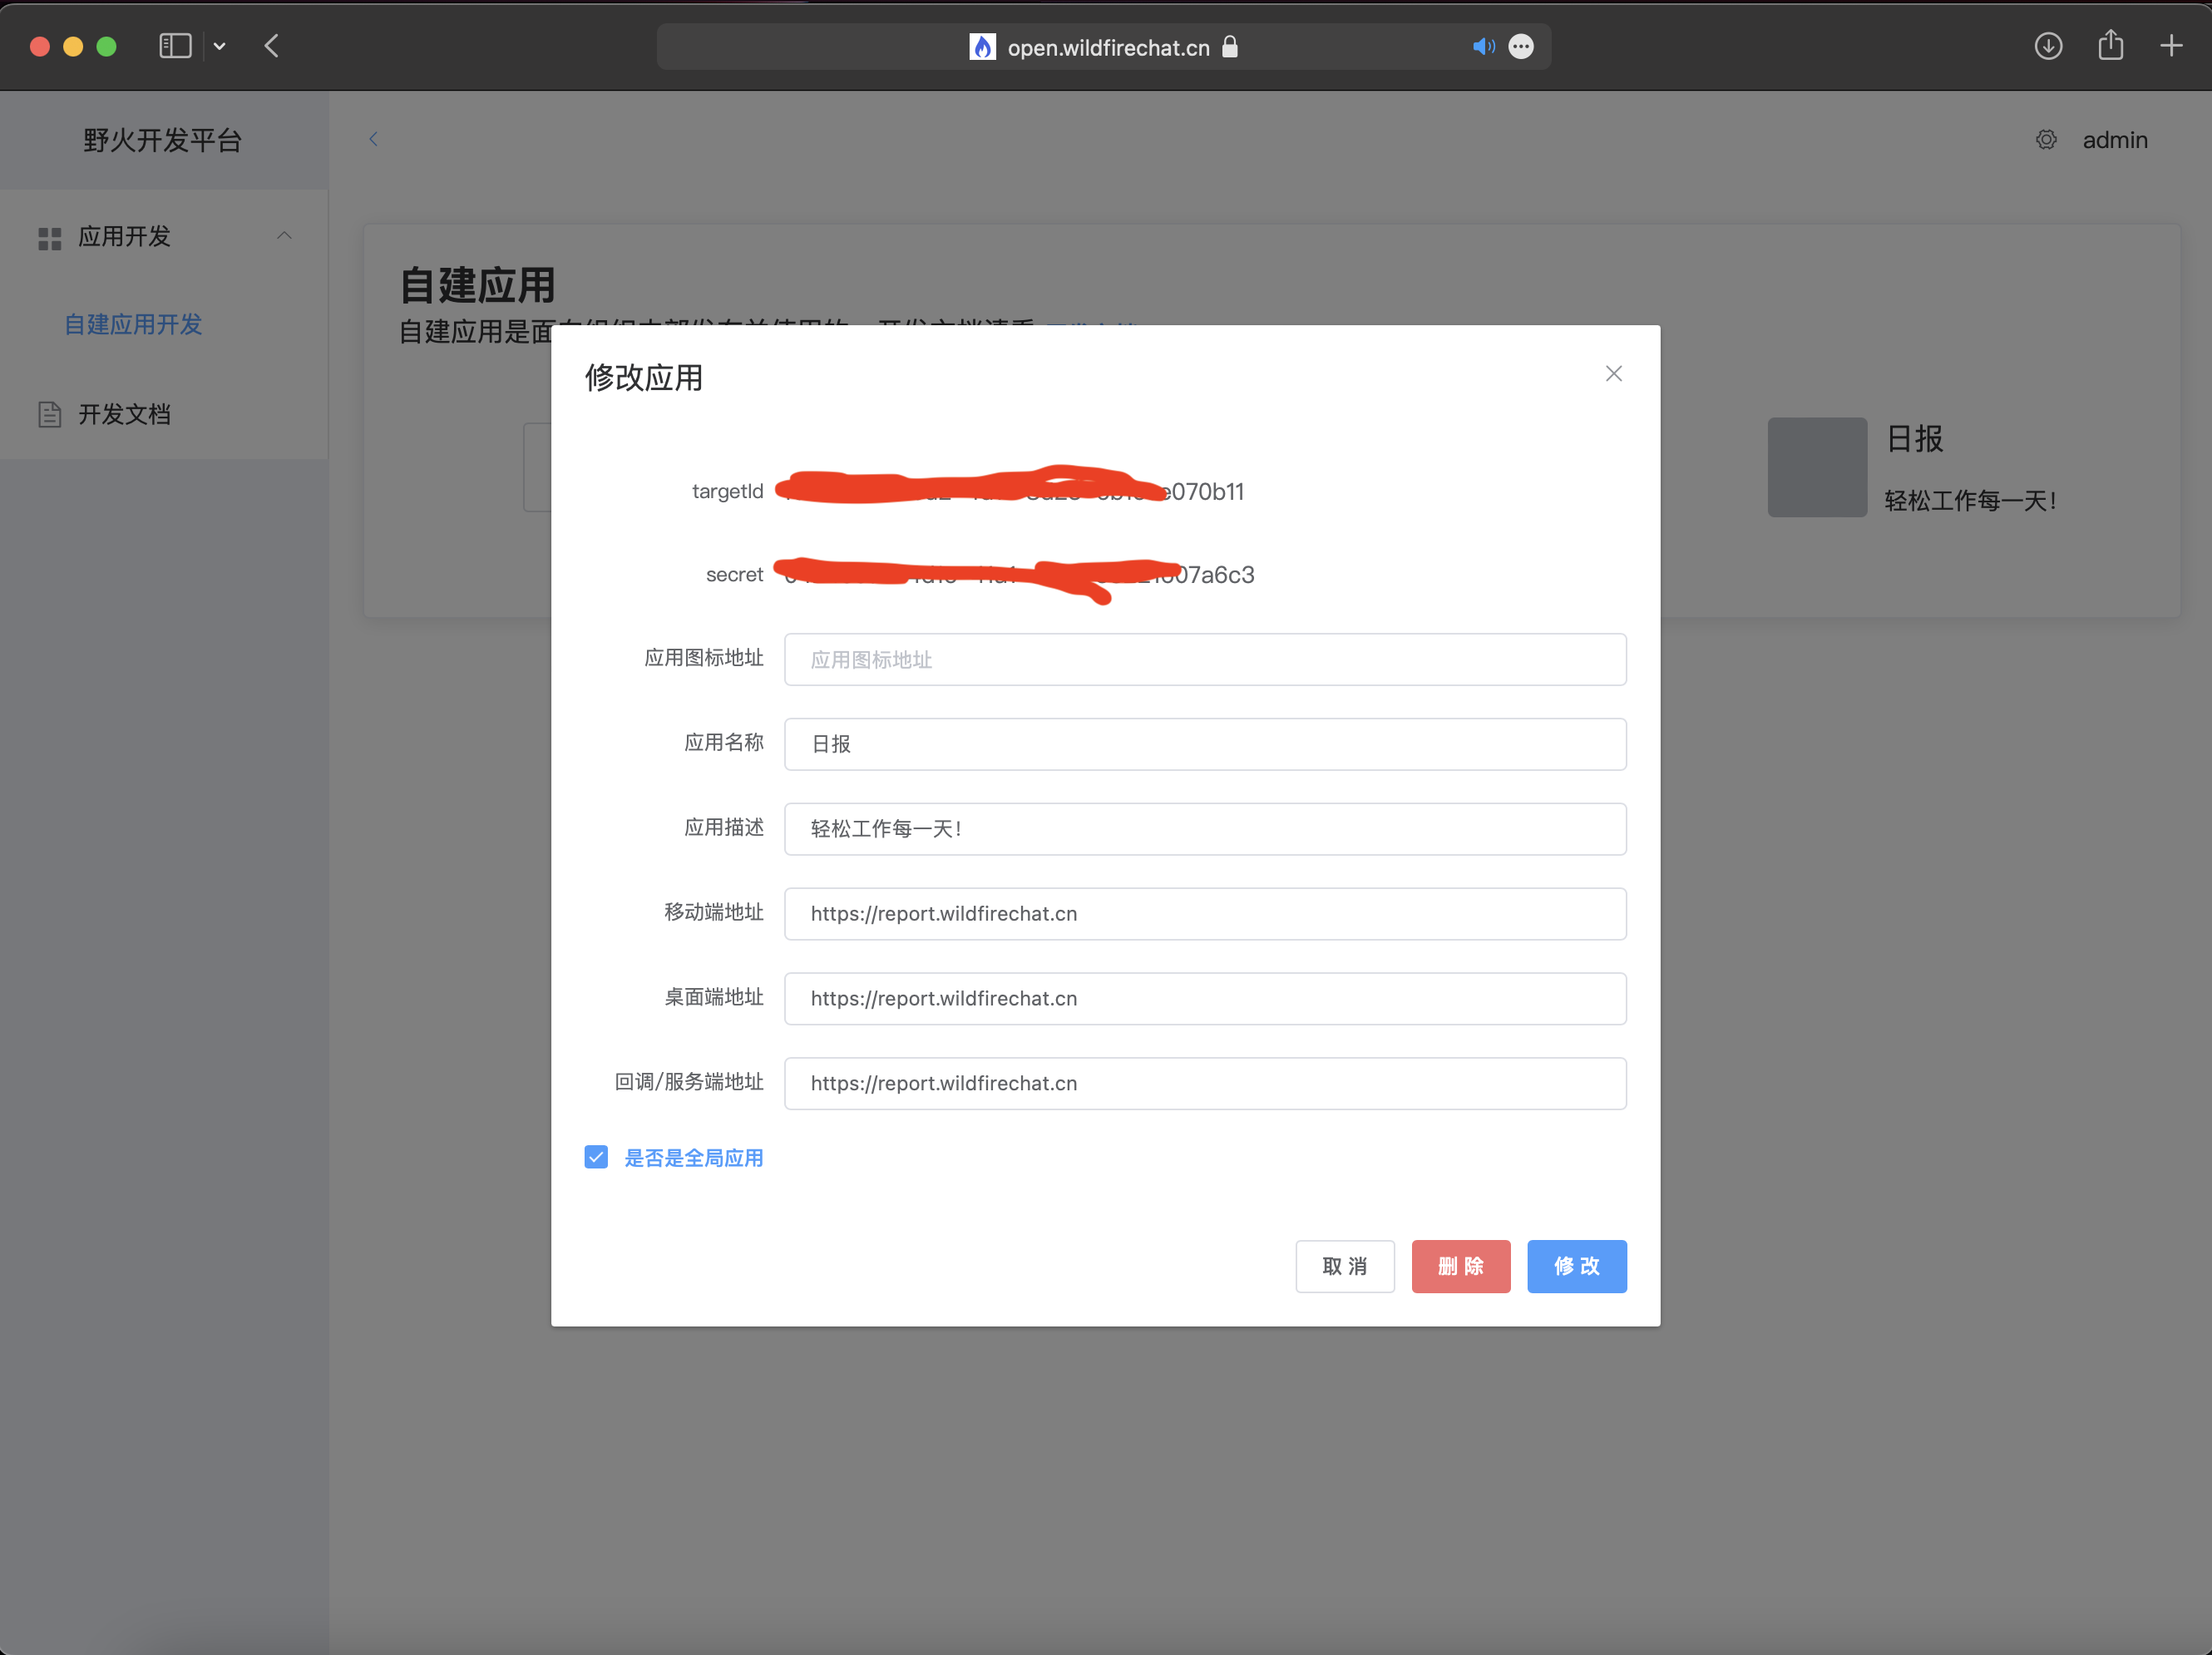 open.wildfirechat.cn
野火开发平台
admin
应用开发
自建应用开发
开发文档
自建应用
自建应用是面
日报
轻松工作每一天!
修改应用
targetId
e070b11
secret
07a6c3
应用图标地址
应用图标地址
应用名称
日报
应用描述
轻松工作每一天!
移动端地址
https://report.wildfirechat.cn
桌面端地址
https://report.wildfirechat.cn
回调/服务端地址
https://report.wildfirechat.cn
是否是全局应用
取 消
删 除
修 改